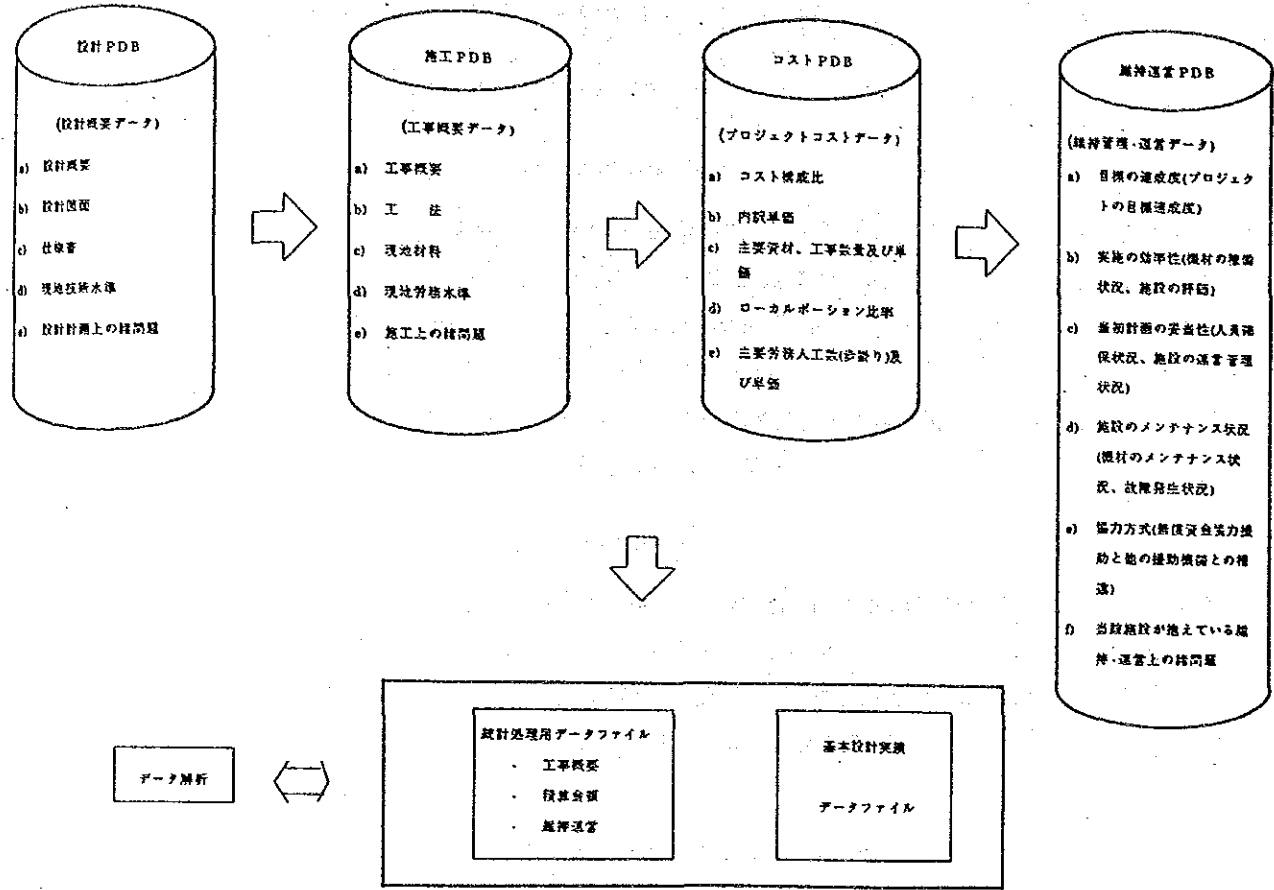 設計PDB
(設計概要データ)
a) 設計概要
b) 設計図面
c) 仕様書
d) 現地技術水準
e) 設計計測上の諸問題
施工PDB
(工事概要データ)
a) 工事概要
b) 工 法
c) 現地材料
d) 現地労務水準
e) 施工上の諸問題
コストPDB
(プロジェクトコストデータ)
a) コスト構成比
b) 内訳単価
c) 主要資材、工事数量及び単
価
d) ローカルポーション比率
e) 主要労務人工数(歩掛り)及
び単価
維持運営PDB
(維持管理・運営データ)
a) 目標の達成度(プロジェク
トの目標達成度)
b) 実施の効率性(機材の稼働
状況、施設の評価)
c) 当初計画の妥当性(人員確
保状況、施設の運営管理
状況)
d) 施設のメンテナンス状況
(機材のメンテナンス状
況、故障発生状況)
e) 協力方式(無償資金協力援
助と他の援助機関との相
違)
f) 当該施設が抱えている維
持・運営上の諸問題
統計処理用データファイル
・ 工事概要
・ 積算金額
・ 維持運営
基本設計実績
データファイル
データ解析